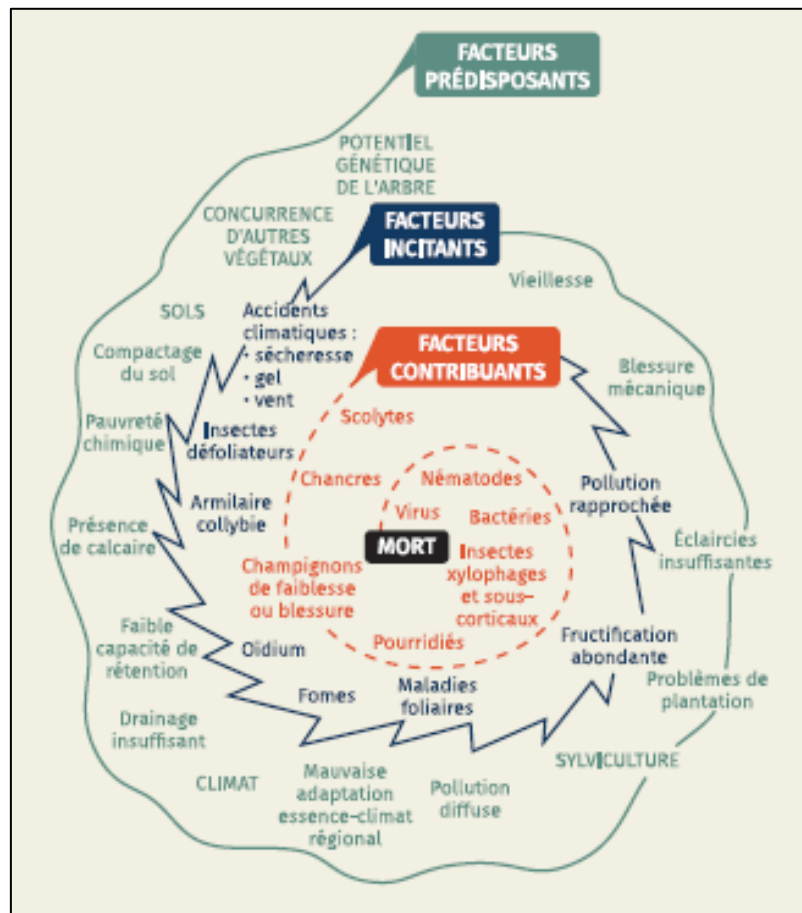 FACTEURS
PRÉDISPOSANTS
POTENTIEL
GÉNÉTIQUE
DE L'ARBRE
CONCURRENCE
D'AUTRES
VÉGÉTAUX
FACTEURS
INCITANTS
Vieillesse
SOLS
Accidents
climatiques :
• sécheresse
• gel
• vent
Compactage
du sol
FACTEURS
CONTRIBUANTS
Blessure
mécanique
Pauvreté
chimique
Insectes
défoliateurs
Scolytes
Chancres
Nématodes
Pollution
rapprochée
Armilaire
collybie
Virus
Bactéries
Présence
de calcaire
MORT
Éclaircies
insuffisantes
Champignons
de faiblesse
ou blessure
Insectes
xylophages
et sous-
corticaux
Faible
capacité de
rétention
Oïdium
Pourridiés
Fructification
abondante
Fomes
Maladies
foliaires
Problèmes de
plantation
Drainage
insuffisant
SYLVICULTURE
CLIMAT
Mauvaise
adaptation
essence-climat
régional
Pollution
diffuse